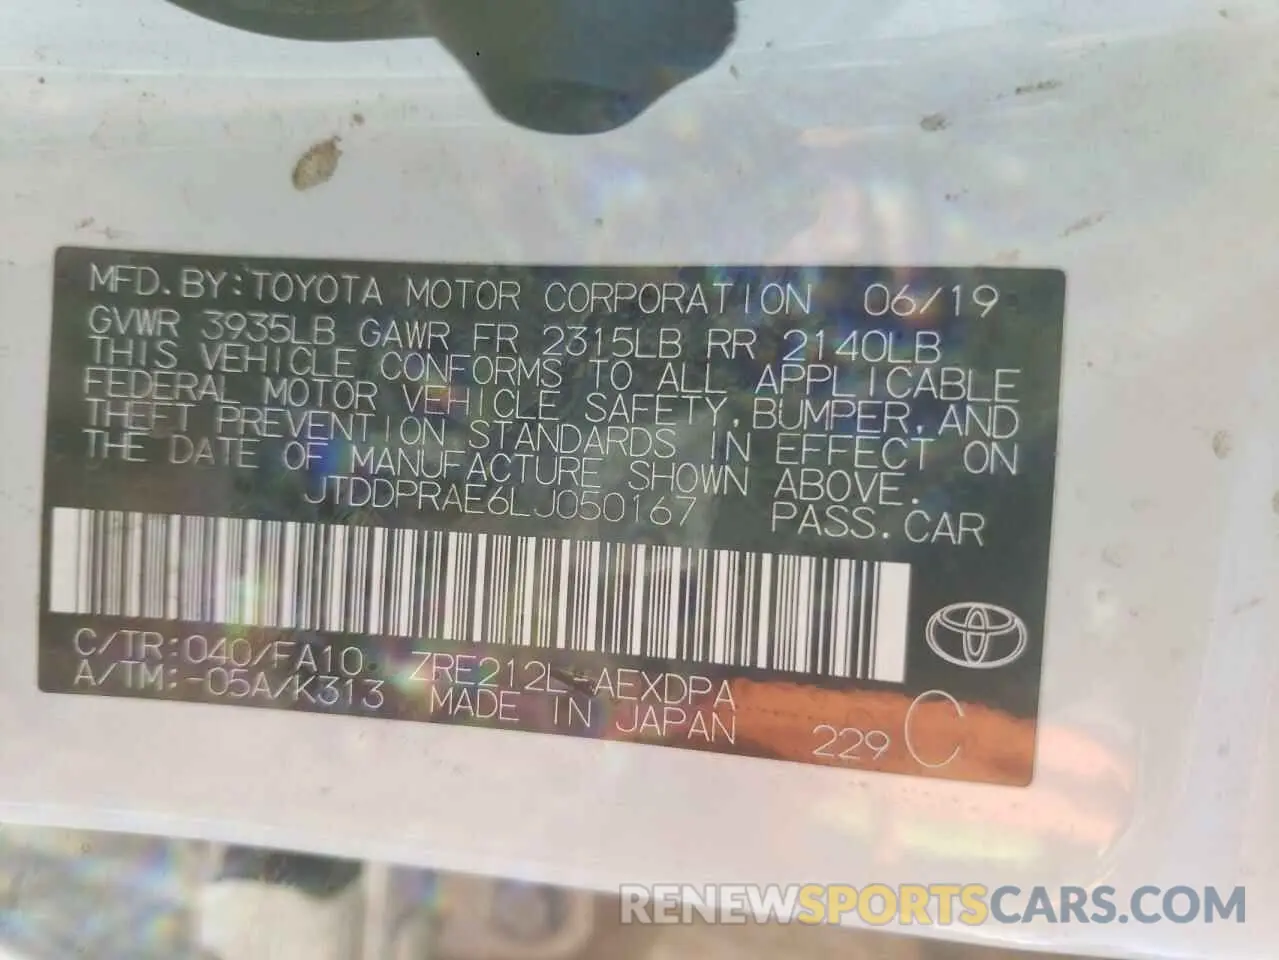 MFD. BY: TOYOTA MOTOR CORPORATION 06/19
GVWR 3935LB GAWR FR 2315LB RR 2140LB
THIS VEHICLE CONFORMS TO ALL APPLICABLE
FEDERAL MOTOR VEHICLE SAFETY, BUMPER, AND
THEFT PREVENTION STANDARDS IN EFFECT ON
THE DATE OF MANUFACTURE SHOWN ABOVE.
JTDDPRAE6LJ050167 PASS. CAR
C/TR: 040/FA10 ZRE212L-AEXDPA
A/TM: -05A/K313 MADE IN JAPAN 229 C
RENEWSPORTSCARS.COM